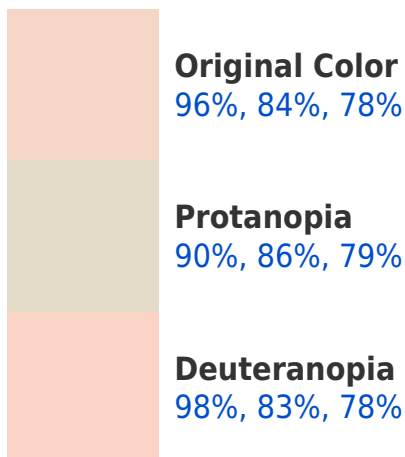 Original Color
96%, 84%, 78%
Protanopia
90%, 86%, 79%
Deuteranopia
98%, 83%, 78%